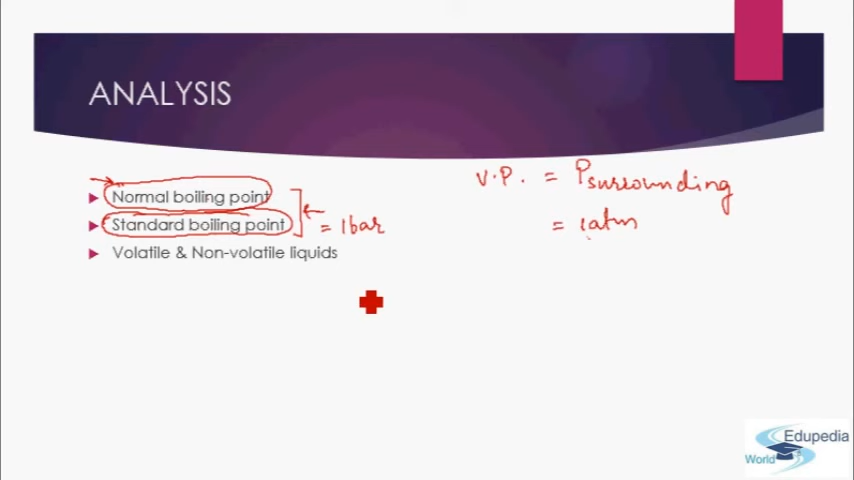 ANALYSIS
Normal boiling point
Standard boiling point
= 1bar
Volatile & Non-volatile liquids
V.P. = Psurrounding
= 1atm
Edupedia
World